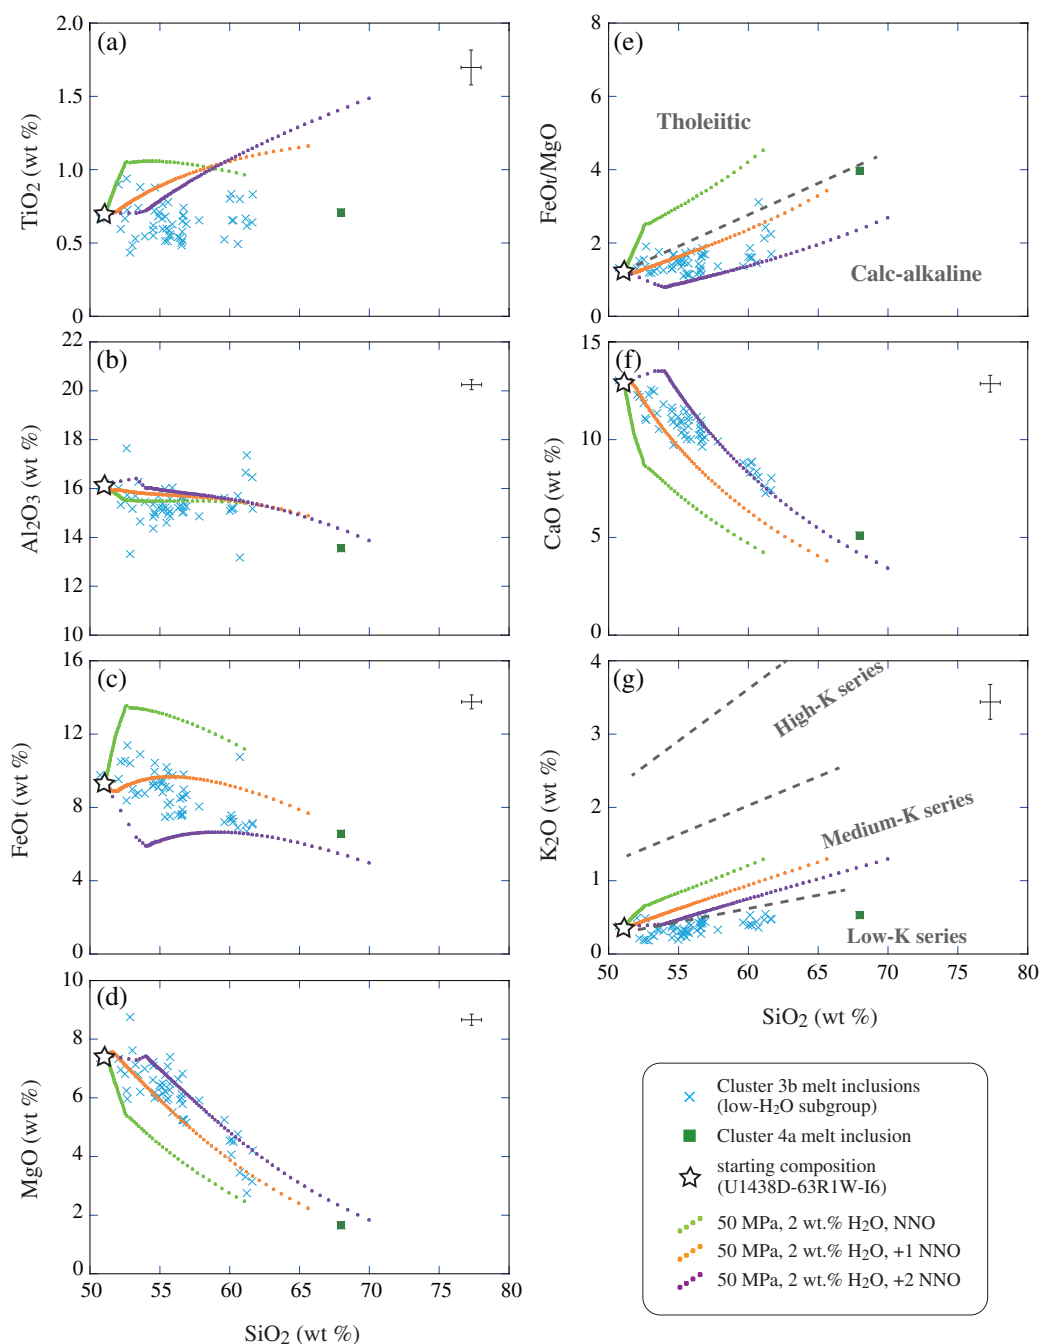 (a)
2.0
1.5
1.0
0.5
0
TiO2 (wt %)
(b)
22
20
18
16
14
12
10
Al2O3 (wt %)
(c)
16
12
8
4
0
FeOt (wt %)
(d)
10
8
6
4
2
0
MgO (wt %)
50 55 60 65 70 75 80
SiO2 (wt %)
(e)
8
6
4
2
0
FeOt/MgO
Tholeiitic
Calc-alkaline
(f)
15
10
5
0
CaO (wt %)
(g)
4
3
2
1
0
K2O (wt %)
High-K series
Medium-K series
Low-K series
50 55 60 65 70 75 80
SiO2 (wt %)
Cluster 3b melt inclusions
(low-H2O subgroup)
Cluster 4a melt inclusion
starting composition
(U1438D-63R1W-I6)
50 MPa, 2 wt.% H2O, NNO
50 MPa, 2 wt.% H2O, +1 NNO
50 MPa, 2 wt.% H2O, +2 NNO